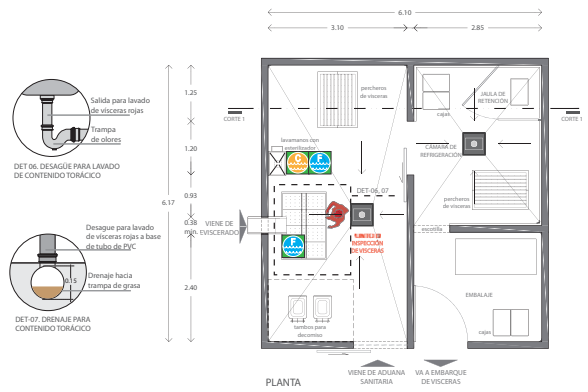 6.10
3.10
2.85
Salida para lavado
de vísceras rojas
Trampa
de olores
DET 06. DESAGÜE PARA LAVADO
DE CONTENIDO TORÁCICO
Desague para lavado
de vísceras rojos a base
de tubo de PVC
0.15
Drenaje hacia
trampa de grasa
DET-07. DRENAJE PARA
CONTENIDO TORÁCICO
6.17
1.25
1.20
0.93
0.38
min.
2.40
CORTE 1
CORTE 1
percheros
de vísceras
cajas
JAULA DE
RETENCIÓN
lavamanos con
esterilizador
C
F
CÁMARA DE
REFRIGERACIÓN
DET-06, 07
percheros de
vísceras
VIENE DE
EVISCERADO
F
INSPECCIÓN
DE VÍSCERAS
escotilla
EMBALAJE
cajas
tambos para
decomiso
VIENE DE ADUANA
SANITARIA
VA A EMBARQUE
DE VÍSCERAS
PLANTA